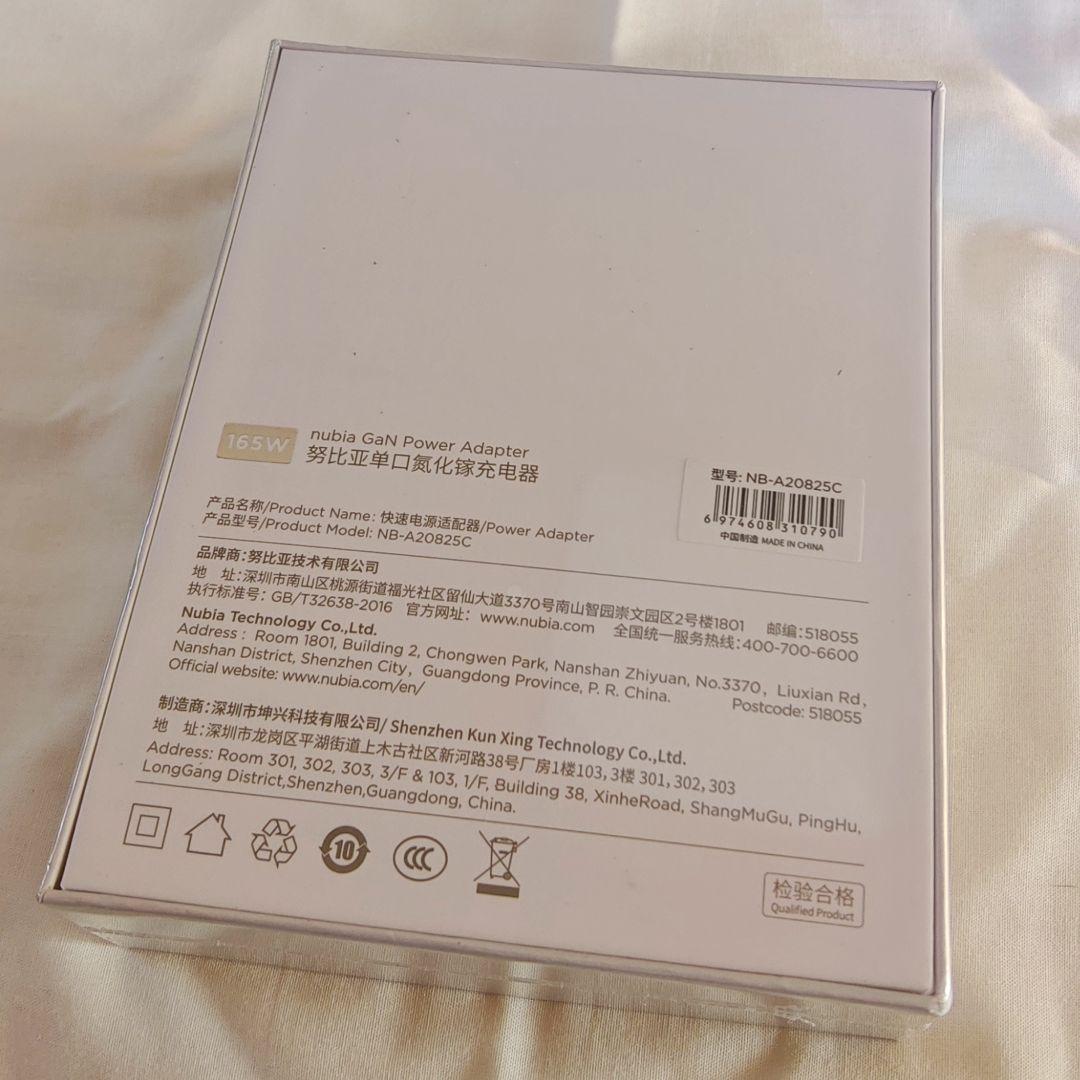 165W
nubia GaN Power Adapter
努比亚单口氮化镓充电器
型号: NB-A20825C
6 974608 310790
中国制造 MADE IN CHINA
产品名称/Product Name: 快速电源适配器/Power Adapter
产品型号/Product Model: NB-A20825C
品牌商:努比亚技术有限公司
地 址:深圳市南山区桃源街道福光社区留仙大道3370号南山智园崇文园区2号楼1801 邮编:518055
执行标准号: GB/T32638-2016 官方网址: www.nubia.com 全国统一服务热线:400-700-6600
Nubia Technology Co.,Ltd.
Address : Room 1801, Building 2, Chongwen Park, Nanshan Zhiyuan, No.3370, Liuxian Rd,
Nanshan District, Shenzhen City, Guangdong Province, P. R. China. Postcode: 518055
Official website: www.nubia.com/en/
制造商:深圳市坤兴科技有限公司/ Shenzhen Kun Xing Technology Co.,Ltd.
地 址:深圳市龙岗区平湖街道上木古社区新河路38号厂房1楼103, 3楼 301, 302, 303
Address: Room 301, 302, 303, 3/F & 103, 1/F, Building 38, XinheRoad, ShangMuGu, PingHu,
LongGang District,Shenzhen,Guangdong, China.
10
CCC
检验合格
Qualified Product